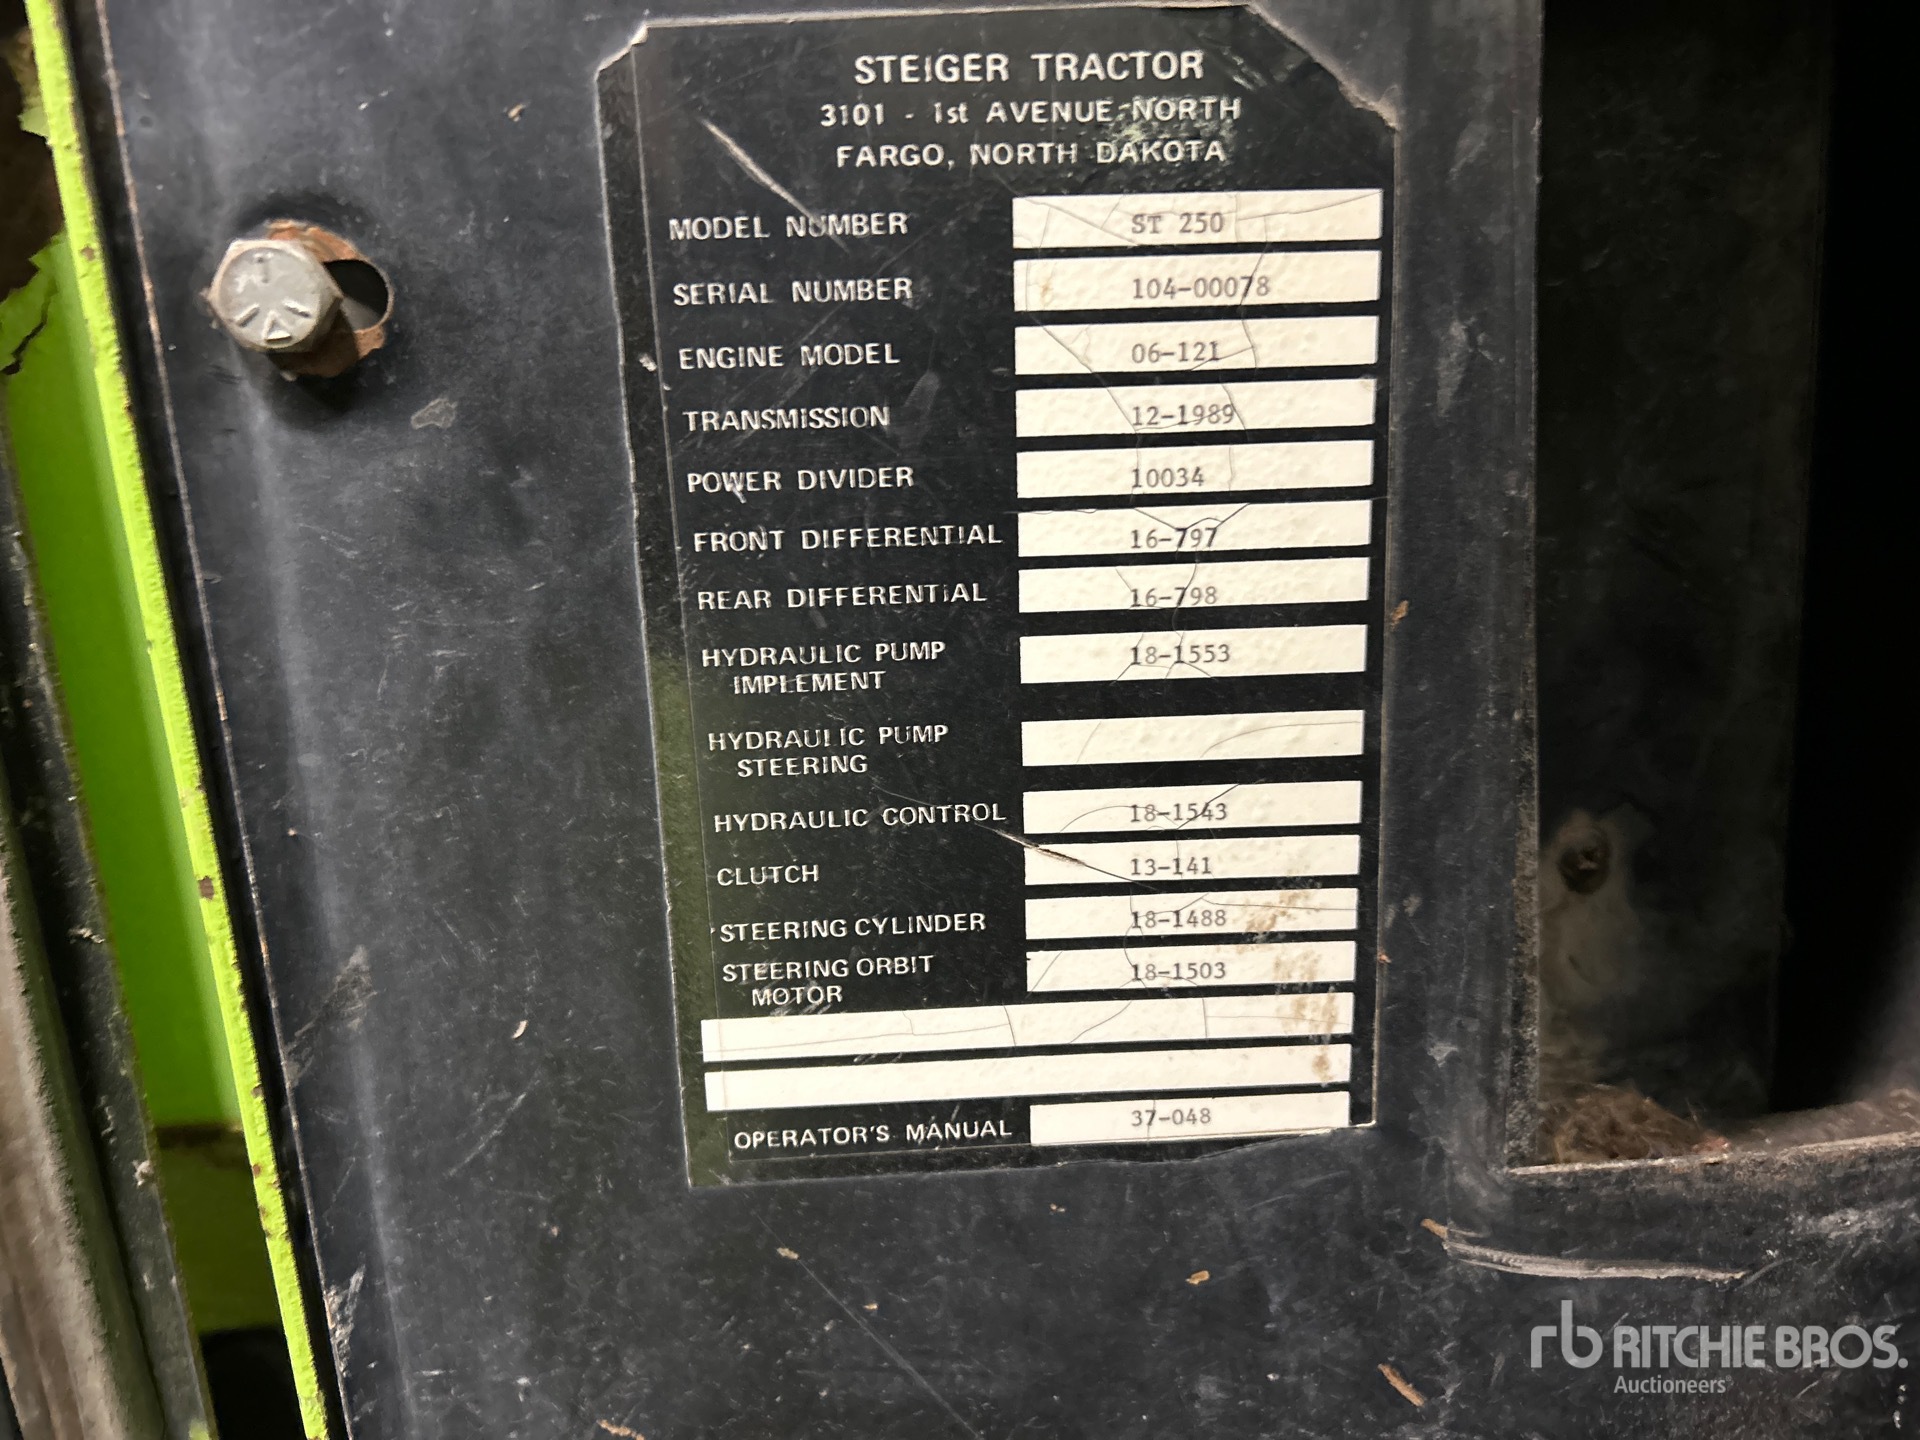 STEIGER TRACTOR
3101 - 1st AVENUE NORTH
FARGO, NORTH DAKOTA
MODEL NUMBER ST 250
SERIAL NUMBER 104-00078
ENGINE MODEL 06-121
TRANSMISSION 12-1989
POWER DIVIDER 10034
FRONT DIFFERENTIAL 16-797
REAR DIFFERENTIAL 16-798
HYDRAULIC PUMP 18-1553
IMPLEMENT
HYDRAULIC PUMP
STEERING
HYDRAULIC CONTROL 18-1543
CLUTCH 13-141
STEERING CYLINDER 18-1488
STEERING ORBIT 18-1503
MOTOR
OPERATOR'S MANUAL 37-048
rb RITCHIE BROS.
Auctioneers